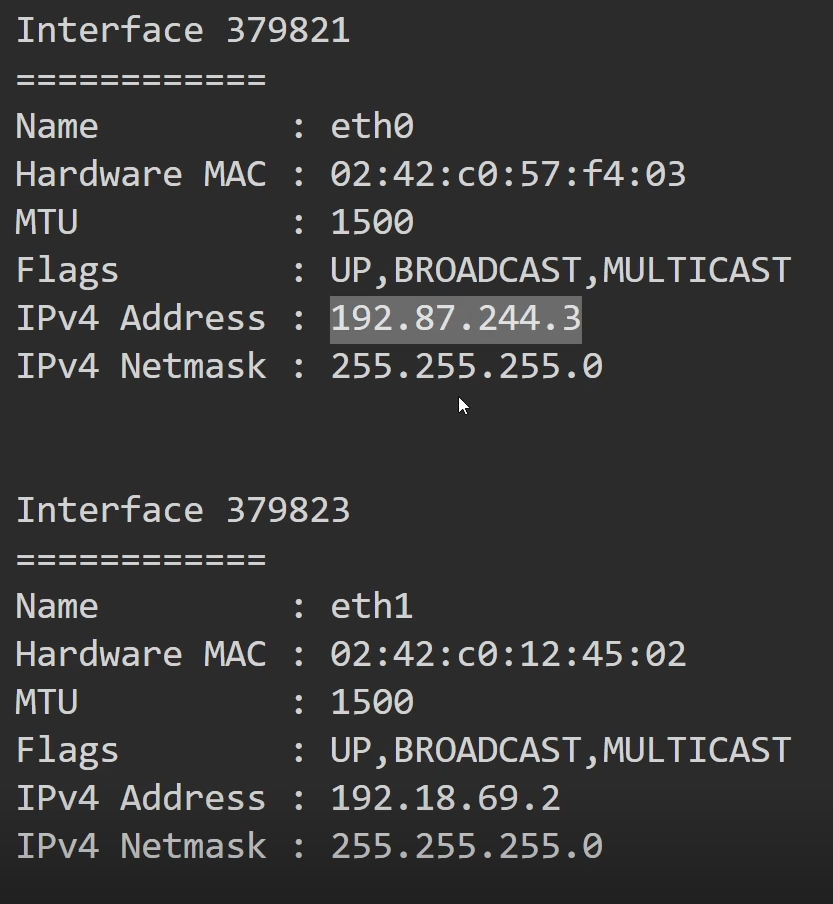 Interface 379821
============
Name         : eth0
Hardware MAC : 02:42:c0:57:f4:03
MTU          : 1500
Flags        : UP,BROADCAST,MULTICAST
IPv4 Address : 192.87.244.3
IPv4 Netmask : 255.255.255.0
Interface 379823
============
Name         : eth1
Hardware MAC : 02:42:c0:12:45:02
MTU          : 1500
Flags        : UP,BROADCAST,MULTICAST
IPv4 Address : 192.18.69.2
IPv4 Netmask : 255.255.255.0